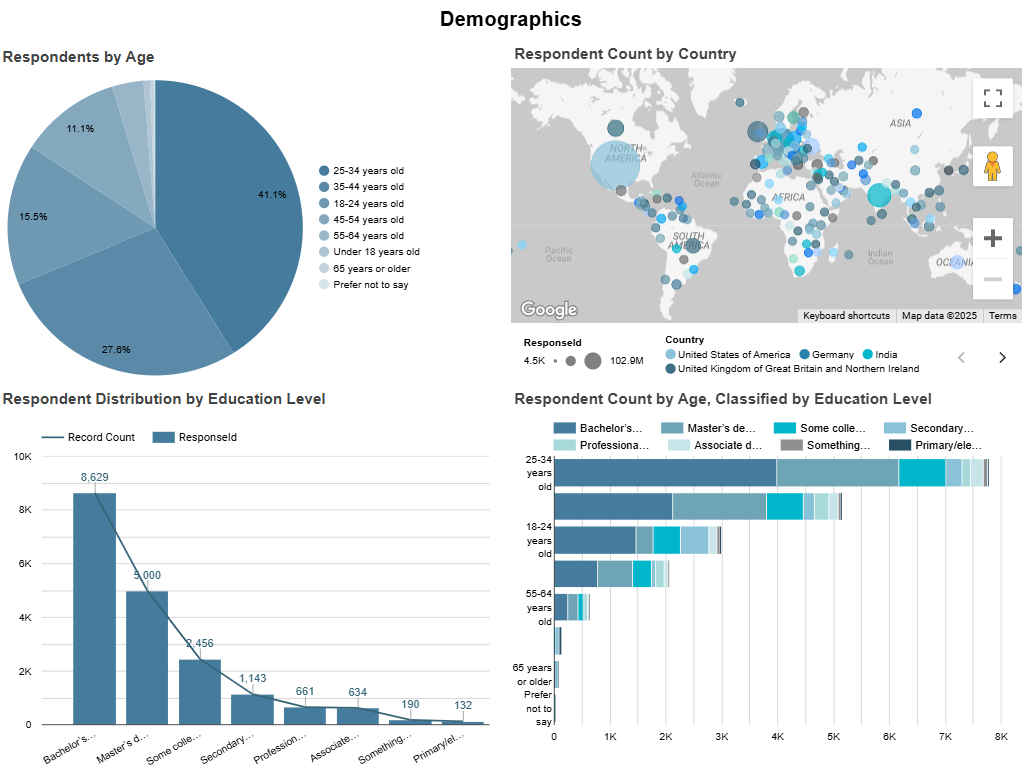 Demographics
Respondents by Age
41.1%
27.6%
15.5%
11.1%
25-34 years old
35-44 years old
18-24 years old
45-54 years old
55-64 years old
Under 18 years old
65 years or older
Prefer not to say
Respondent Count by Country
NORTH
AMERICA
ASIA
Atlantic
Ocean
AFRICA
SOUTH
AMERICA
Pacific
Ocean
Indian
Ocean
Google
Keyboard shortcuts
Map data ©2025
Terms
ResponseId
4.5K
102.9M
Country
United States of America
Germany
India
United Kingdom of Great Britain and Northern Ireland
Respondent Distribution by Education Level
Record Count
ResponseId
10K
8K
6K
4K
2K
0
8,629
5,000
2,456
1,143
661
634
190
132
Bachelor's…
Master's d…
Some colle…
Secondary…
Profession…
Associate…
Something…
Primary/el…
Respondent Count by Age, Classified by Education Level
Bachelor's…
Master's de…
Some colle…
Secondary…
Professiona…
Associate d…
Something…
Primary/ele…
25-34
years
old
18-24
years
old
55-64
years
old
65 years
or older
Prefer
not to
say
0
1K
2K
3K
4K
5K
6K
7K
8K